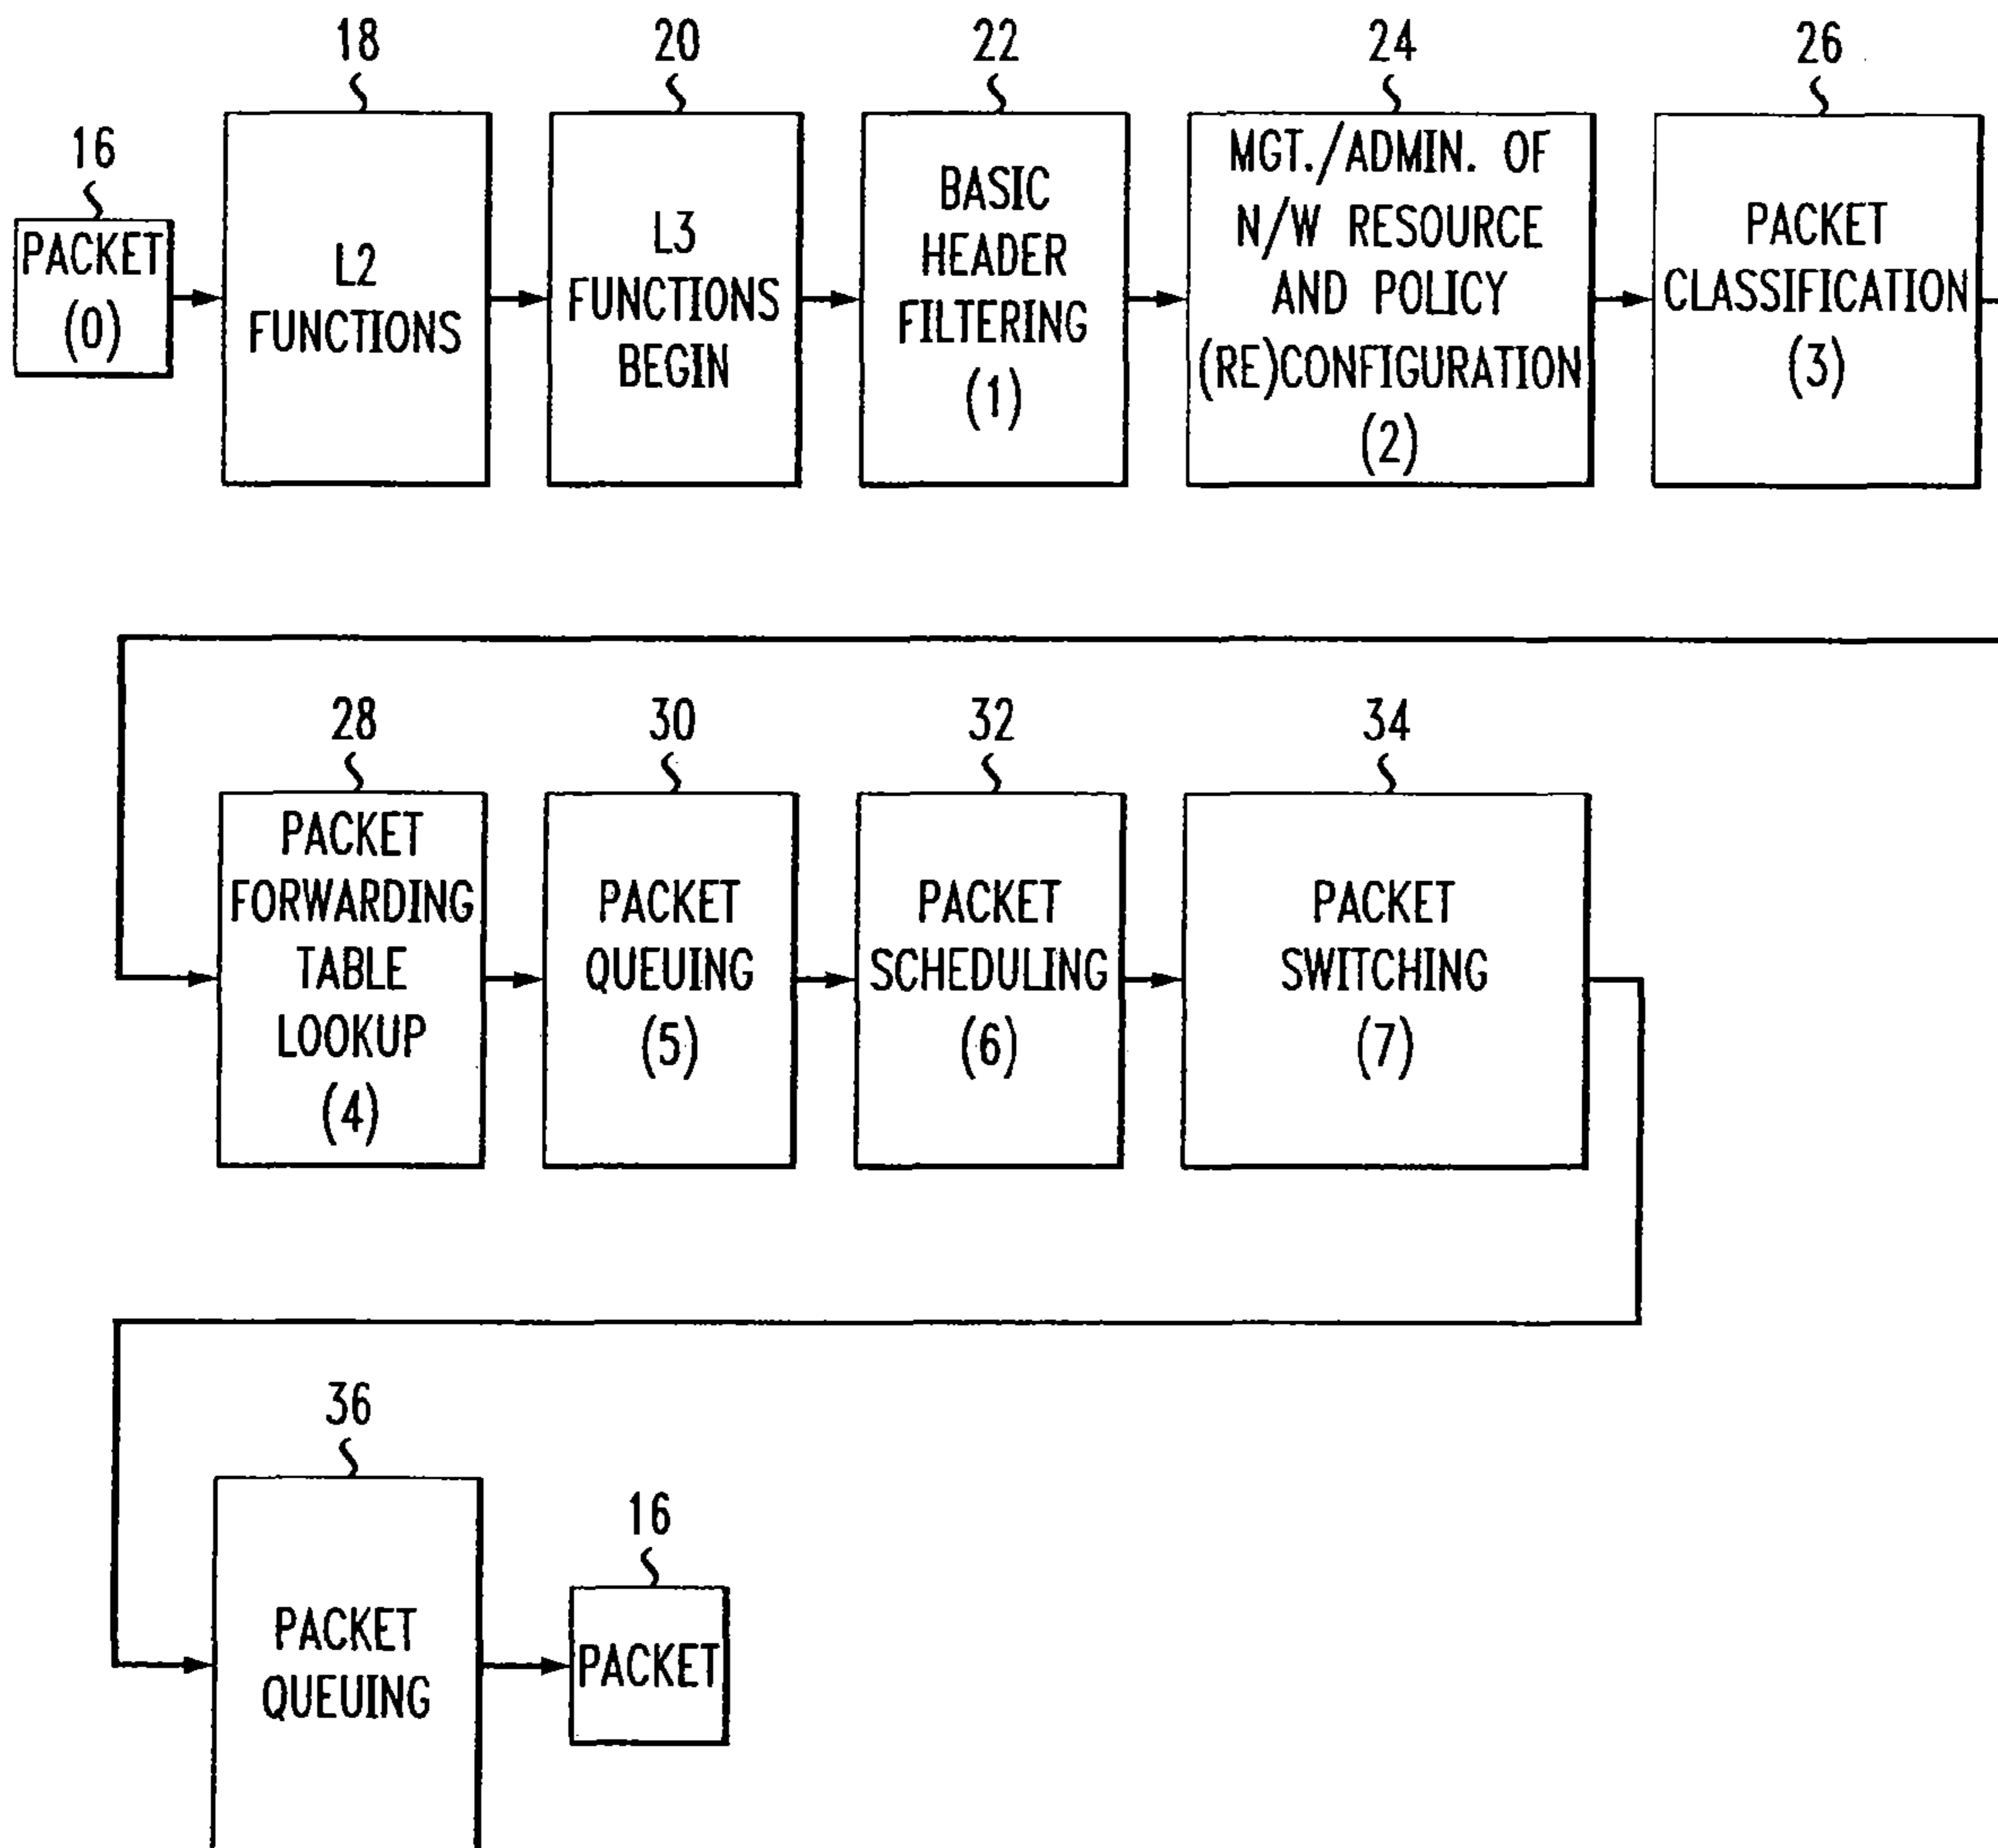 16
PACKET
(0)
18
L2
FUNCTIONS
20
L3
FUNCTIONS
BEGIN
22
BASIC
HEADER
FILTERING
(1)
24
MGT./ADMIN. OF
N/W RESOURCE
AND POLICY
(RE)CONFIGURATION
(2)
26
PACKET
CLASSIFICATION
(3)
28
PACKET
FORWARDING
TABLE
LOOKUP
(4)
30
PACKET
QUEUING
(5)
32
PACKET
SCHEDULING
(6)
34
PACKET
SWITCHING
(7)
36
PACKET
QUEUING
16
PACKET